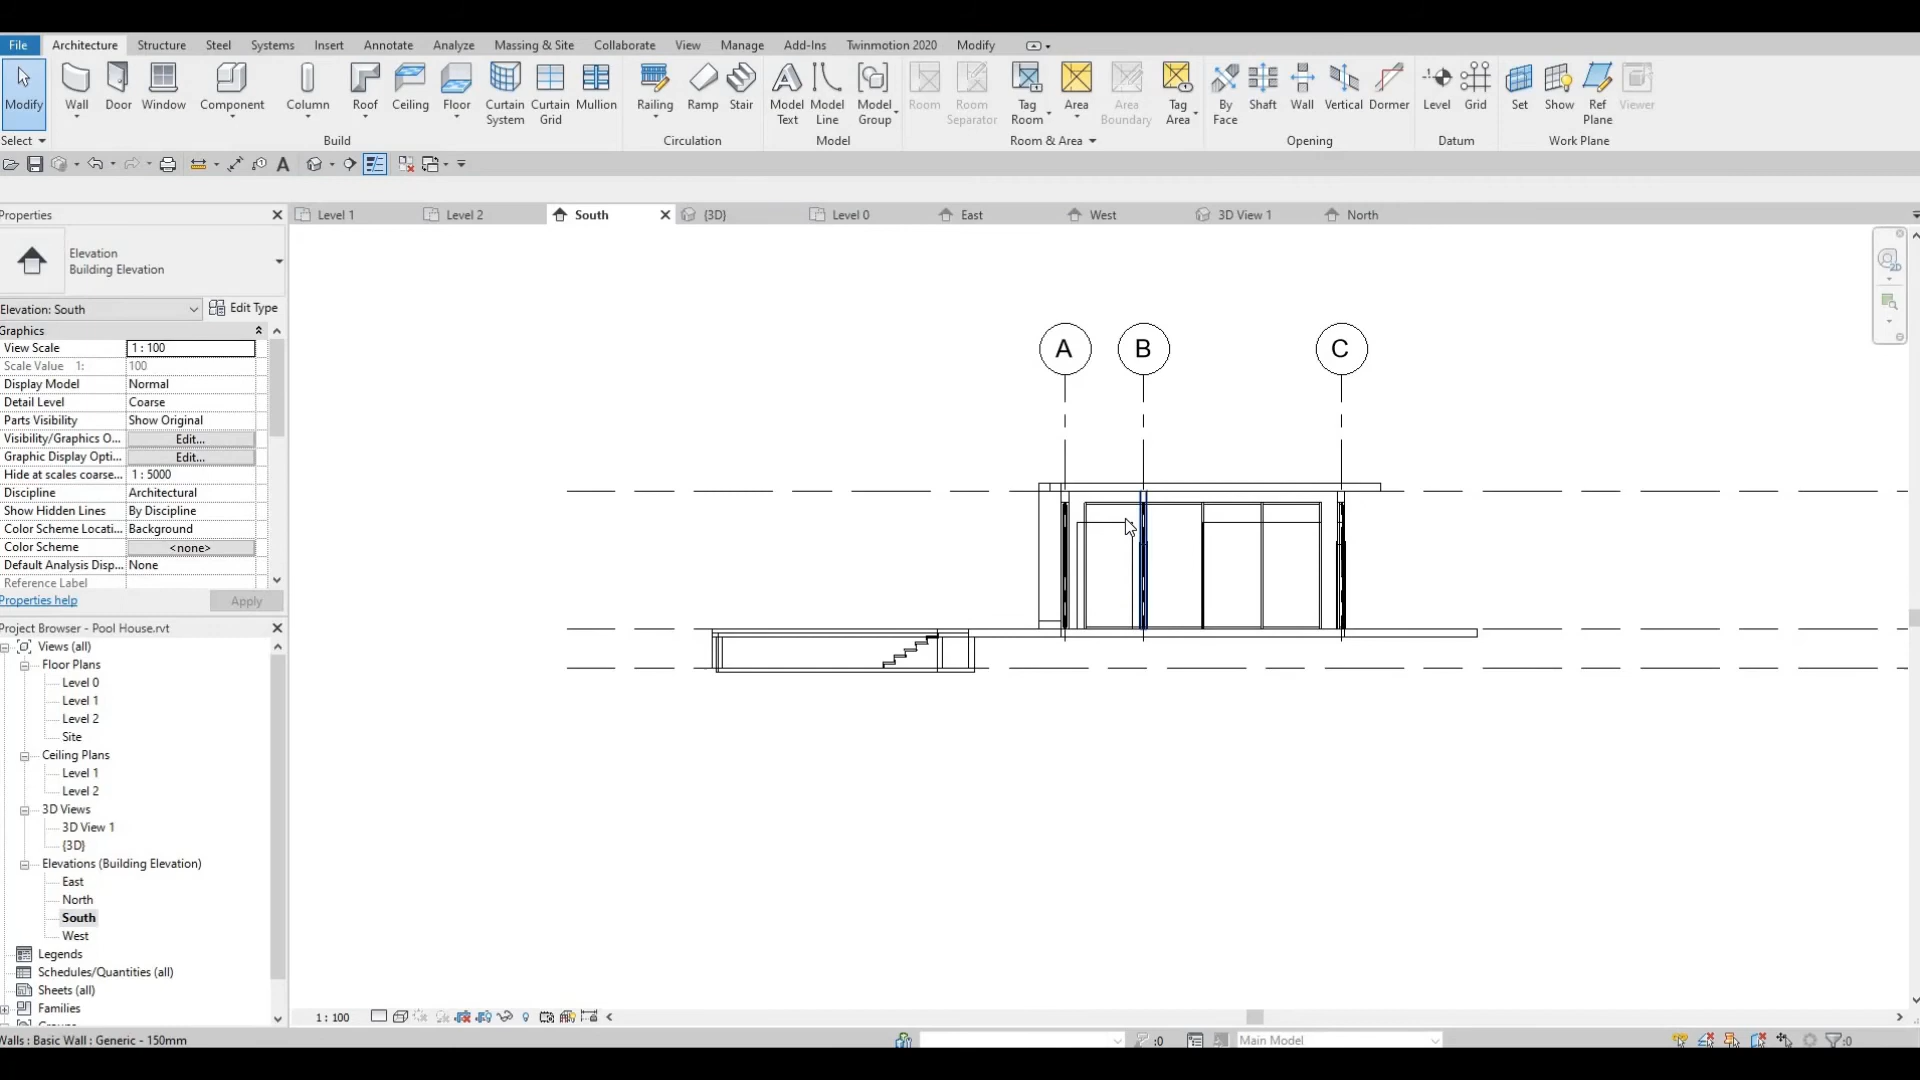 File Architecture Structure Steel Systems Insert Annotate Analyze Massing & Site Collaborate View Manage Add-Ins Twinmotion 2020 Modify
Modify Wall Door Window Component Column Roof Ceiling Floor Curtain System Curtain Grid Mullion Railing Ramp Stair Model Text Model Line Model Group Room Room Separator Tag Room Area Area Boundary Tag Area By Face Shaft Wall Vertical Dormer Level Grid Set Show Ref Plane Viewer
Select Build Circulation Model Room & Area Opening Datum Work Plane
Properties Level 1 Level 2 South {3D} Level 0 East West 3D View 1 North
Elevation
Building Elevation
Elevation: South Edit Type
Graphics
View Scale 1 : 100
Scale Value 1: 100
Display Model Normal
Detail Level Coarse
Parts Visibility Show Original
Visibility/Graphics O... Edit...
Graphic Display Opti... Edit...
Hide at scales coarse... 1 : 5000
Discipline Architectural
Show Hidden Lines By Discipline
Color Scheme Locati... Background
Color Scheme <none>
Default Analysis Disp... None
Reference Label
Properties help Apply
Project Browser - Pool House.rvt
Views (all)
Floor Plans
Level 0
Level 1
Level 2
Site
Ceiling Plans
Level 1
Level 2
3D Views
3D View 1
{3D}
Elevations (Building Elevation)
East
North
South
West
Legends
Schedules/Quantities (all)
Sheets (all)
Families
A B C
2D
1 : 100
Walls : Basic Wall : Generic - 150mm :0 Main Model :0